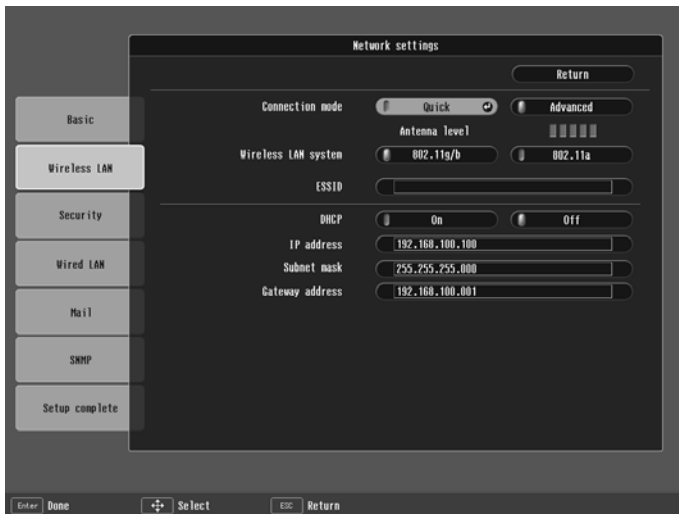 Network settings
Return
Basic
Wireless LAN
Security
Wired LAN
Mail
SNMP
Setup complete
Connection mode Quick Advanced
Antenna level
Wireless LAN system 802.11g/b 802.11a
ESSID
DHCP On Off
IP address 192.168.100.100
Subnet mask 255.255.255.000
Gateway address 192.168.100.001
Enter Done Select ESC Return